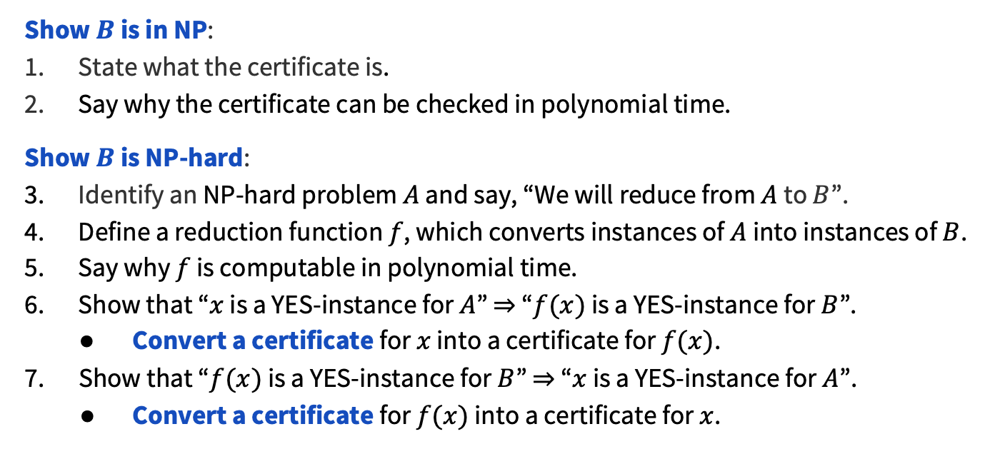 Show B is in NP:
1. State what the certificate is.
2. Say why the certificate can be checked in polynomial time.
Show B is NP-hard:
3. Identify an NP-hard problem A and say, “We will reduce from A to B”.
4. Define a reduction function f, which converts instances of A into instances of B.
5. Say why f is computable in polynomial time.
6. Show that “x is a YES-instance for A” ⇒ “f(x) is a YES-instance for B”.
● Convert a certificate for x into a certificate for f(x).
7. Show that “f(x) is a YES-instance for B” ⇒ “x is a YES-instance for A”.
● Convert a certificate for f(x) into a certificate for x.